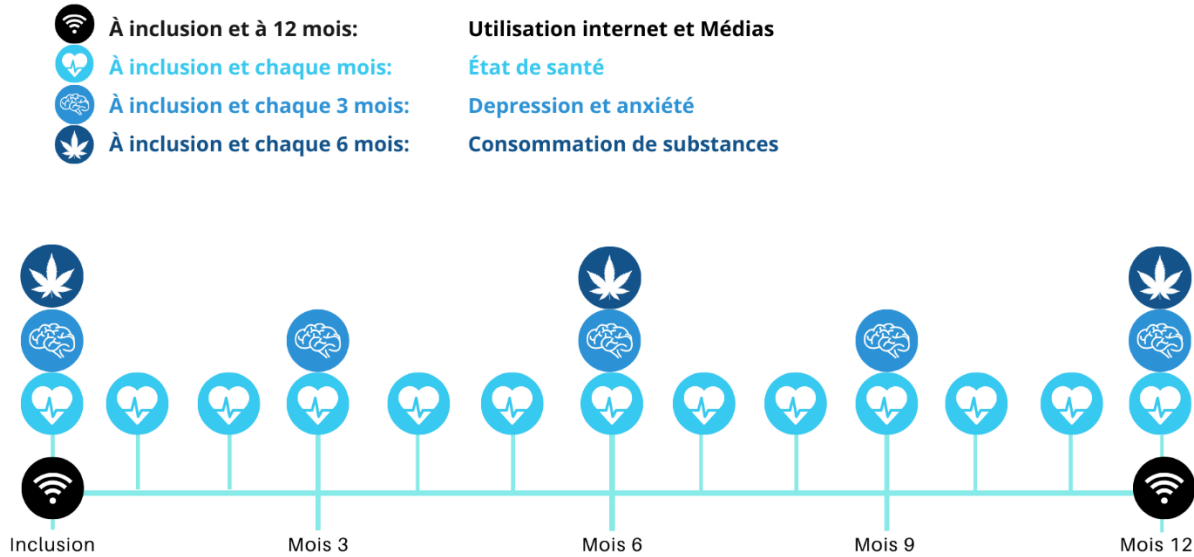 À inclusion et à 12 mois: Utilisation internet et Médias
À inclusion et chaque mois: État de santé
À inclusion et chaque 3 mois: Depression et anxiété
À inclusion et chaque 6 mois: Consommation de substances
Inclusion Mois 3 Mois 6 Mois 9 Mois 12